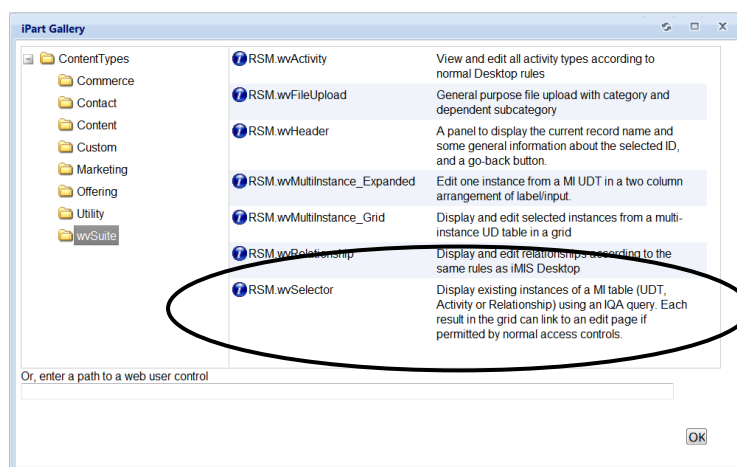 iPart Gallery
ContentTypes
Commerce
Contact
Content
Custom
Marketing
Offering
Utility
wvSuite
RSM.wvActivity
View and edit all activity types according to
normal Desktop rules
RSM.wvFileUpload
General purpose file upload with category and
dependent subcategory
RSM.wvHeader
A panel to display the current record name and
some general information about the selected ID,
and a go-back button.
RSM.wvMultiInstance_Expanded
Edit one instance from a MI UDT in a two column
arrangement of label/input.
RSM.wvMultiInstance_Grid
Display and edit selected instances from a multi-
instance UD table in a grid
RSM.wvRelationship
Display and edit relationships according to the
same rules as iMIS Desktop
RSM.wvSelector
Display existing instances of a MI table (UDT,
Activity or Relationship) using an IQA query. Each
result in the grid can link to an edit page if
permitted by normal access controls.
Or, enter a path to a web user control
OK